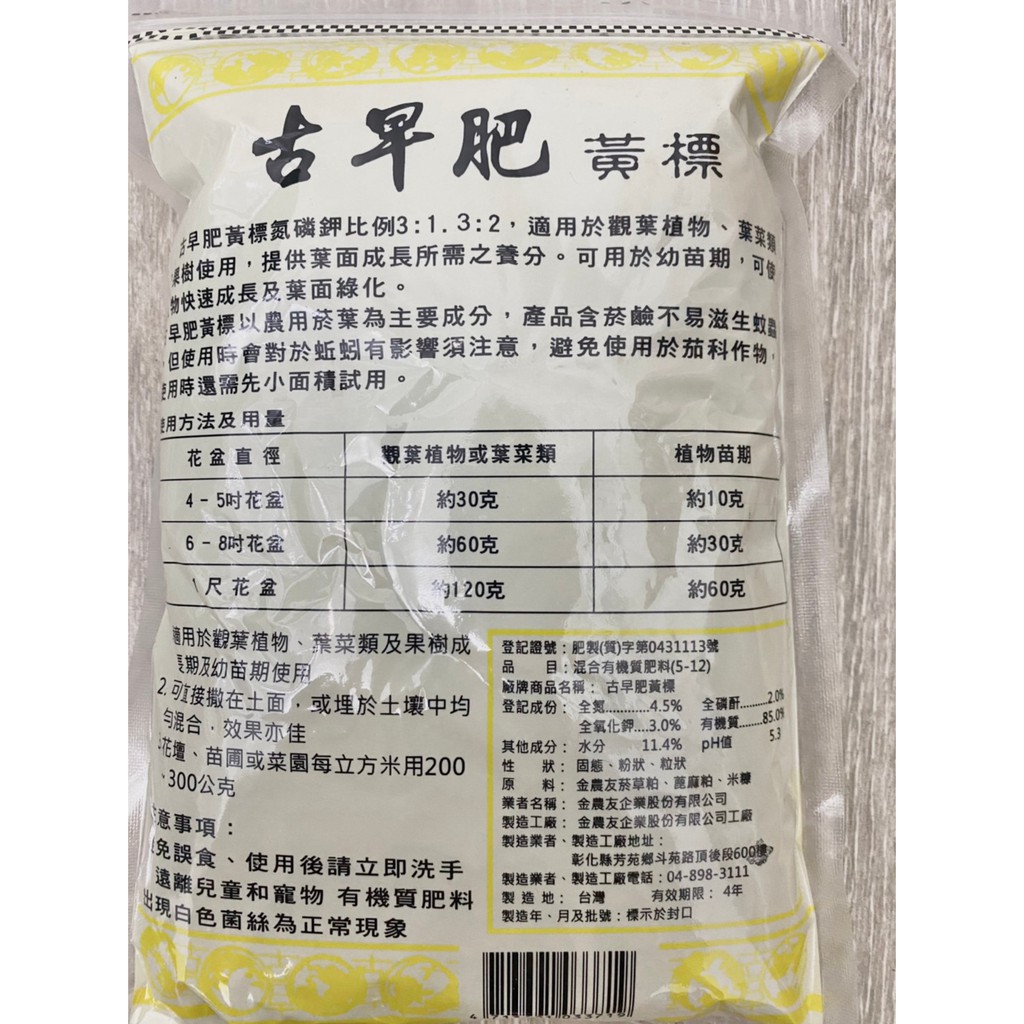 古早肥 黃標
古早肥黃標氮磷鉀比例3:1.3:2，適用於觀葉植物、葉菜類
果樹使用，提供葉面成長所需之養分。可用於幼苗期，可使
物快速成長及葉面綠化。
早肥黃標以農用菸葉為主要成分，產品含菸鹼不易滋生蚊蟲
但使用時會對於蚯蚓有影響須注意，避免使用於茄科作物，
使用時還需先小面積試用。
使用方法及用量
花盆直徑 觀葉植物或葉菜類 植物苗期
4-5吋花盆 約30克 約10克
6-8吋花盆 約60克 約30克
1尺花盆 約120克 約60克
適用於觀葉植物、葉菜類及果樹成
長期及幼苗期使用
2. 可直接撒在土面，或埋於土壤中均
勻混合，效果亦佳
花壇、苗圃或菜園每立方米用200
、300公克
注意事項：
避免誤食、使用後請立即洗手
遠離兒童和寵物 有機質肥料
出現白色菌絲為正常現象
登記證號：肥製(質)字第0431113號
品 目：混合有機質肥料(5-12)
廠牌商品名稱： 古早肥黃標
登記成份： 全氮............4.5% 全磷酐..........2.0%
全氧化鉀....3.0% 有機質.......85.0%
其他成分： 水分 11.4% pH值 5.3
性 狀： 固態、粉狀、粒狀
原 料： 金農友菸草粕、蓖麻粕、米糠
業者名稱： 金農友企業股份有限公司
製造工廠： 金農友企業股份有限公司工廠
製造業者、製造工廠地址：
彰化縣芳苑鄉斗苑路頂後段600號
製造業者、製造工廠電話：04-898-3111
製 造 地： 台灣 有效期限： 4年
製造年、月及批號：標示於封口